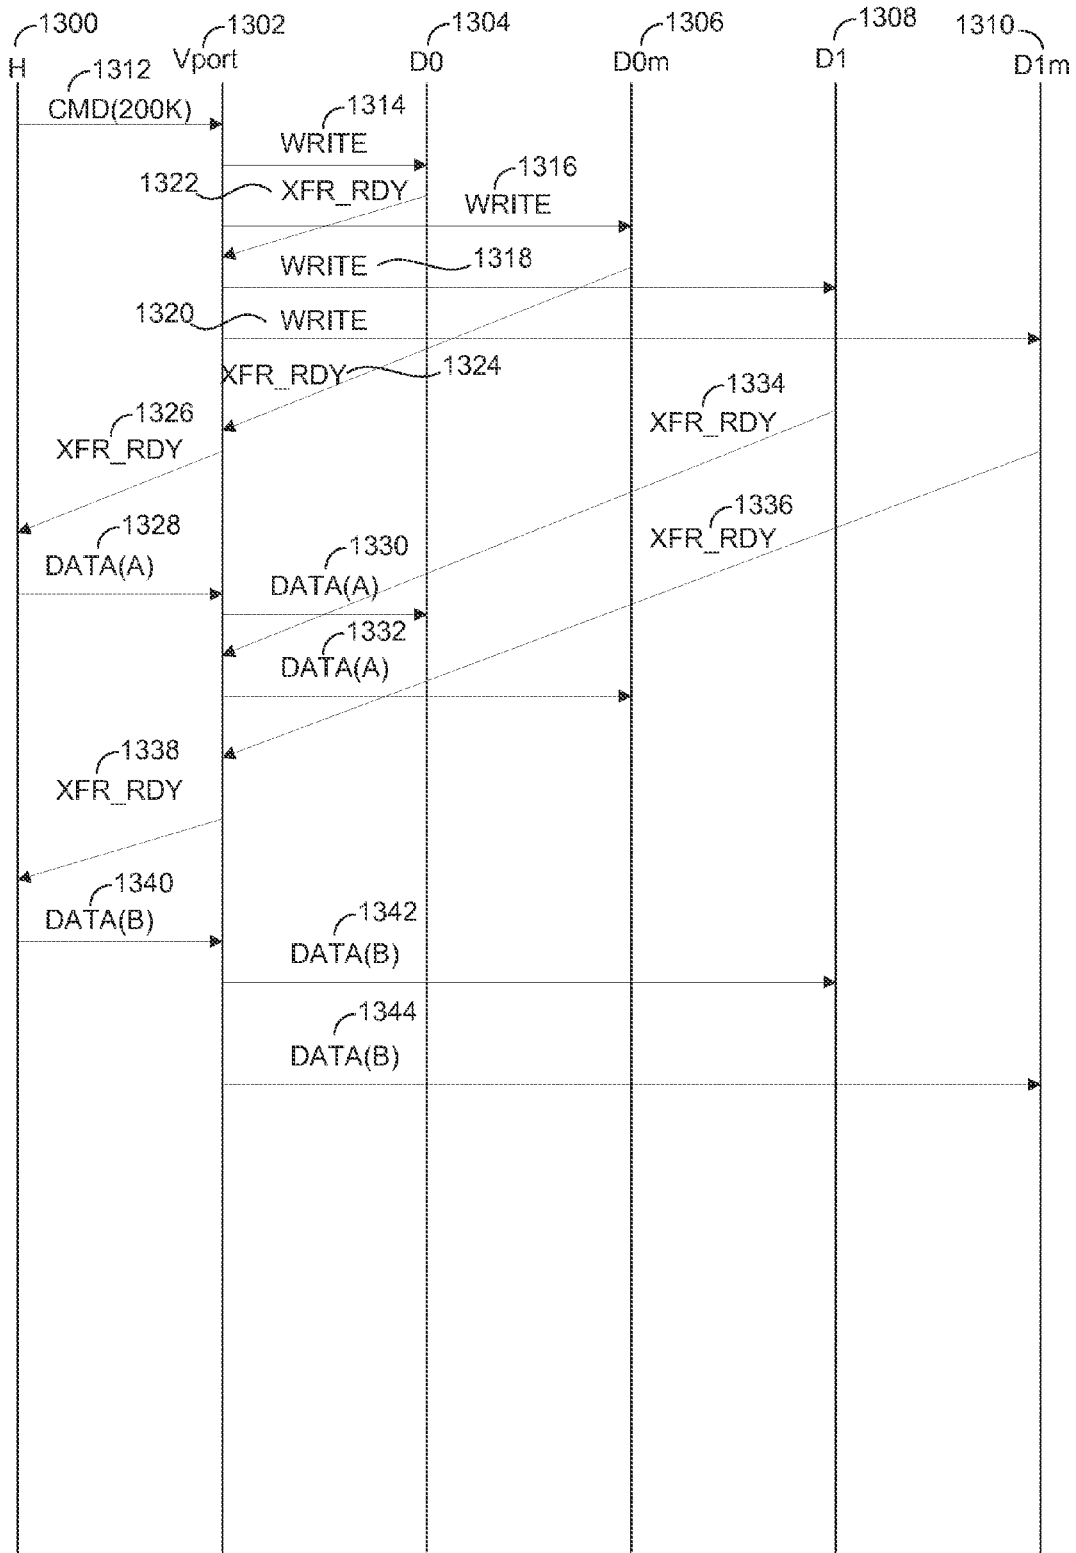 1300
1302
1304
1306
1308
1310
H
Vport
D0
D0m
D1
D1m
1312
CMD(200K)
1314
WRITE
1322
XFR_RDY
1316
WRITE
WRITE
1318
1320
WRITE
XFR_RDY
1324
1326
XFR_RDY
1334
XFR_RDY
1328
DATA(A)
1330
DATA(A)
1336
XFR_RDY
1332
DATA(A)
1338
XFR_RDY
1340
DATA(B)
1342
DATA(B)
1344
DATA(B)